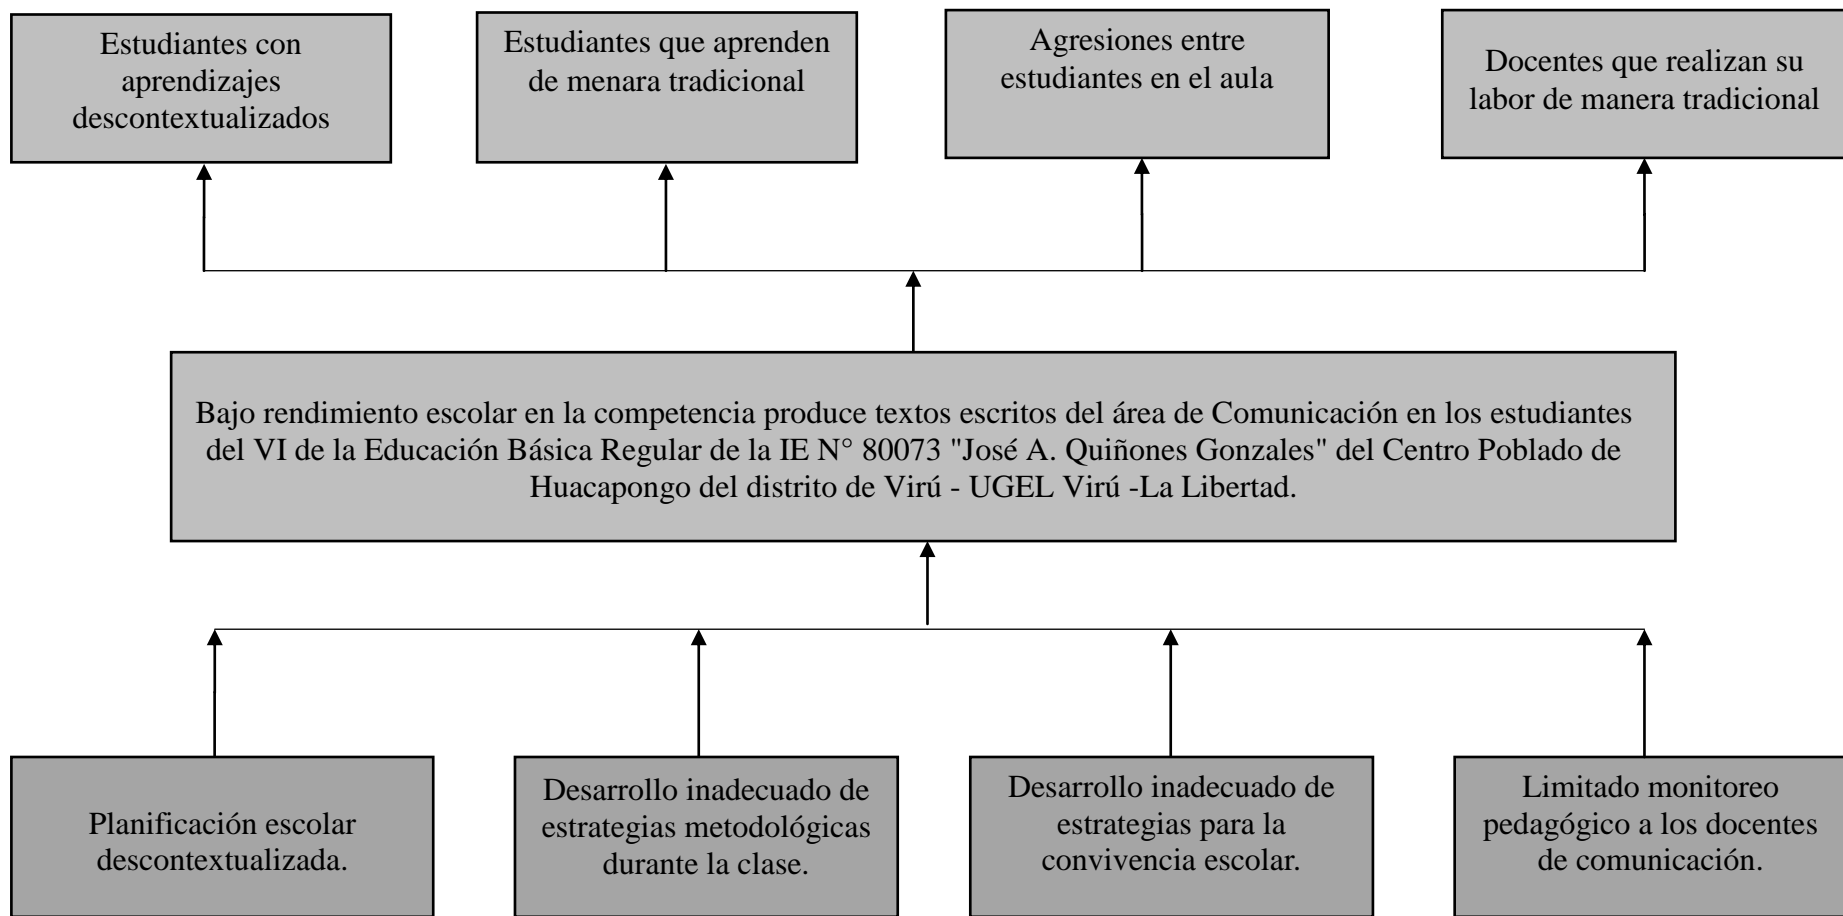 Estudiantes con
aprendizajes
descontextualizados
Estudiantes que aprenden
de menara tradicional
Agresiones entre
estudiantes en el aula
Docentes que realizan su
labor de manera tradicional
Bajo rendimiento escolar en la competencia produce textos escritos del área de Comunicación en los estudiantes
del VI de la Educación Básica Regular de la IE N° 80073 "José A. Quiñones Gonzales" del Centro Poblado de
Huacapongo del distrito de Virú - UGEL Virú -La Libertad.
Planificación escolar
descontextualizada.
Desarrollo inadecuado de
estrategias metodológicas
durante la clase.
Desarrollo inadecuado de
estrategias para la
convivencia escolar.
Limitado monitoreo
pedagógico a los docentes
de comunicación.